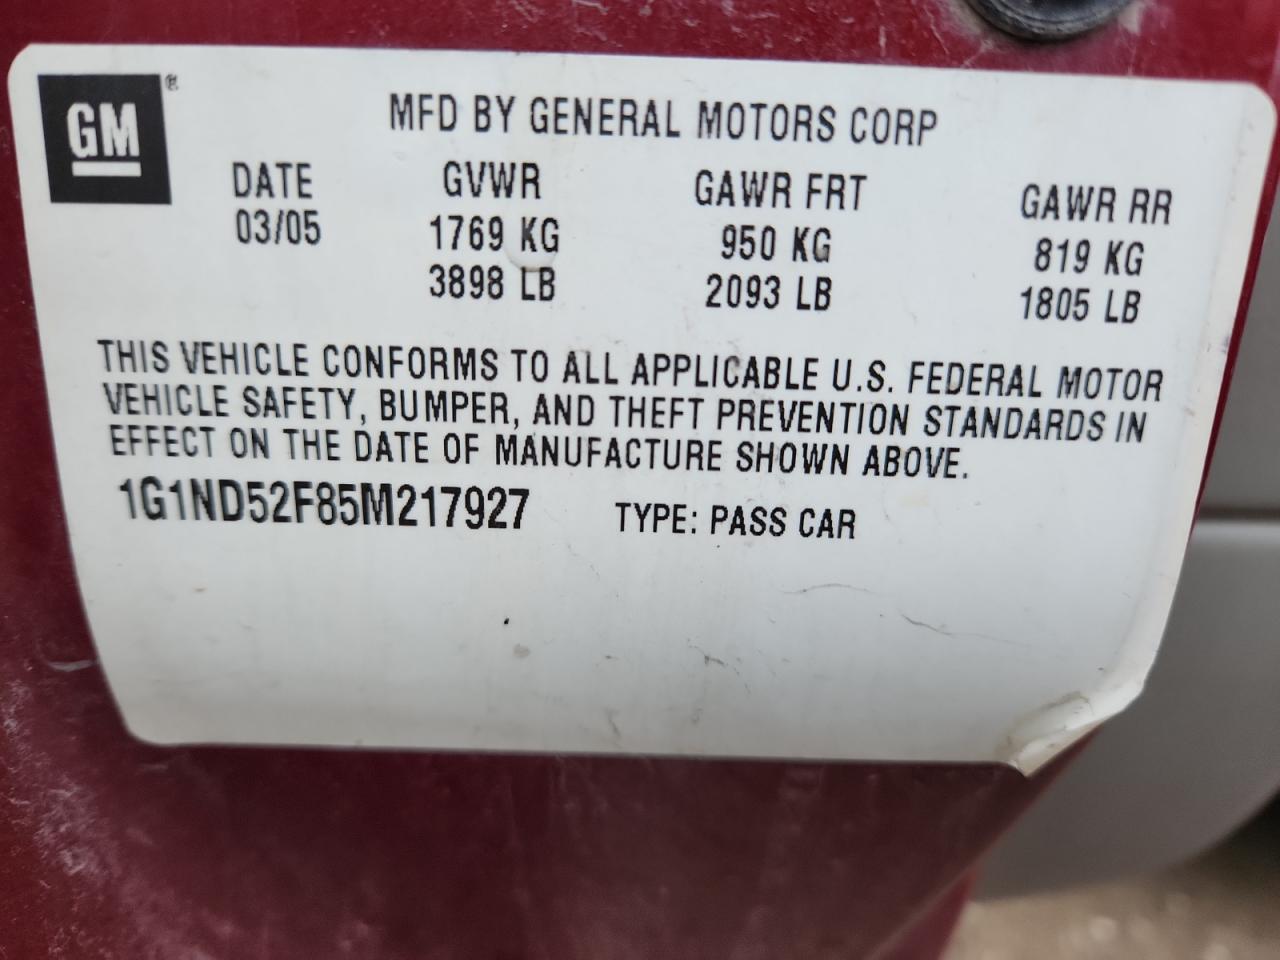 GM®
MFD BY GENERAL MOTORS CORP
DATE GVWR GAWR FRT GAWR RR
03/05 1769 KG 950 KG 819 KG
3898 LB 2093 LB 1805 LB
THIS VEHICLE CONFORMS TO ALL APPLICABLE U.S. FEDERAL MOTOR
VEHICLE SAFETY, BUMPER, AND THEFT PREVENTION STANDARDS IN
EFFECT ON THE DATE OF MANUFACTURE SHOWN ABOVE.
1G1ND52F85M217927 TYPE: PASS CAR